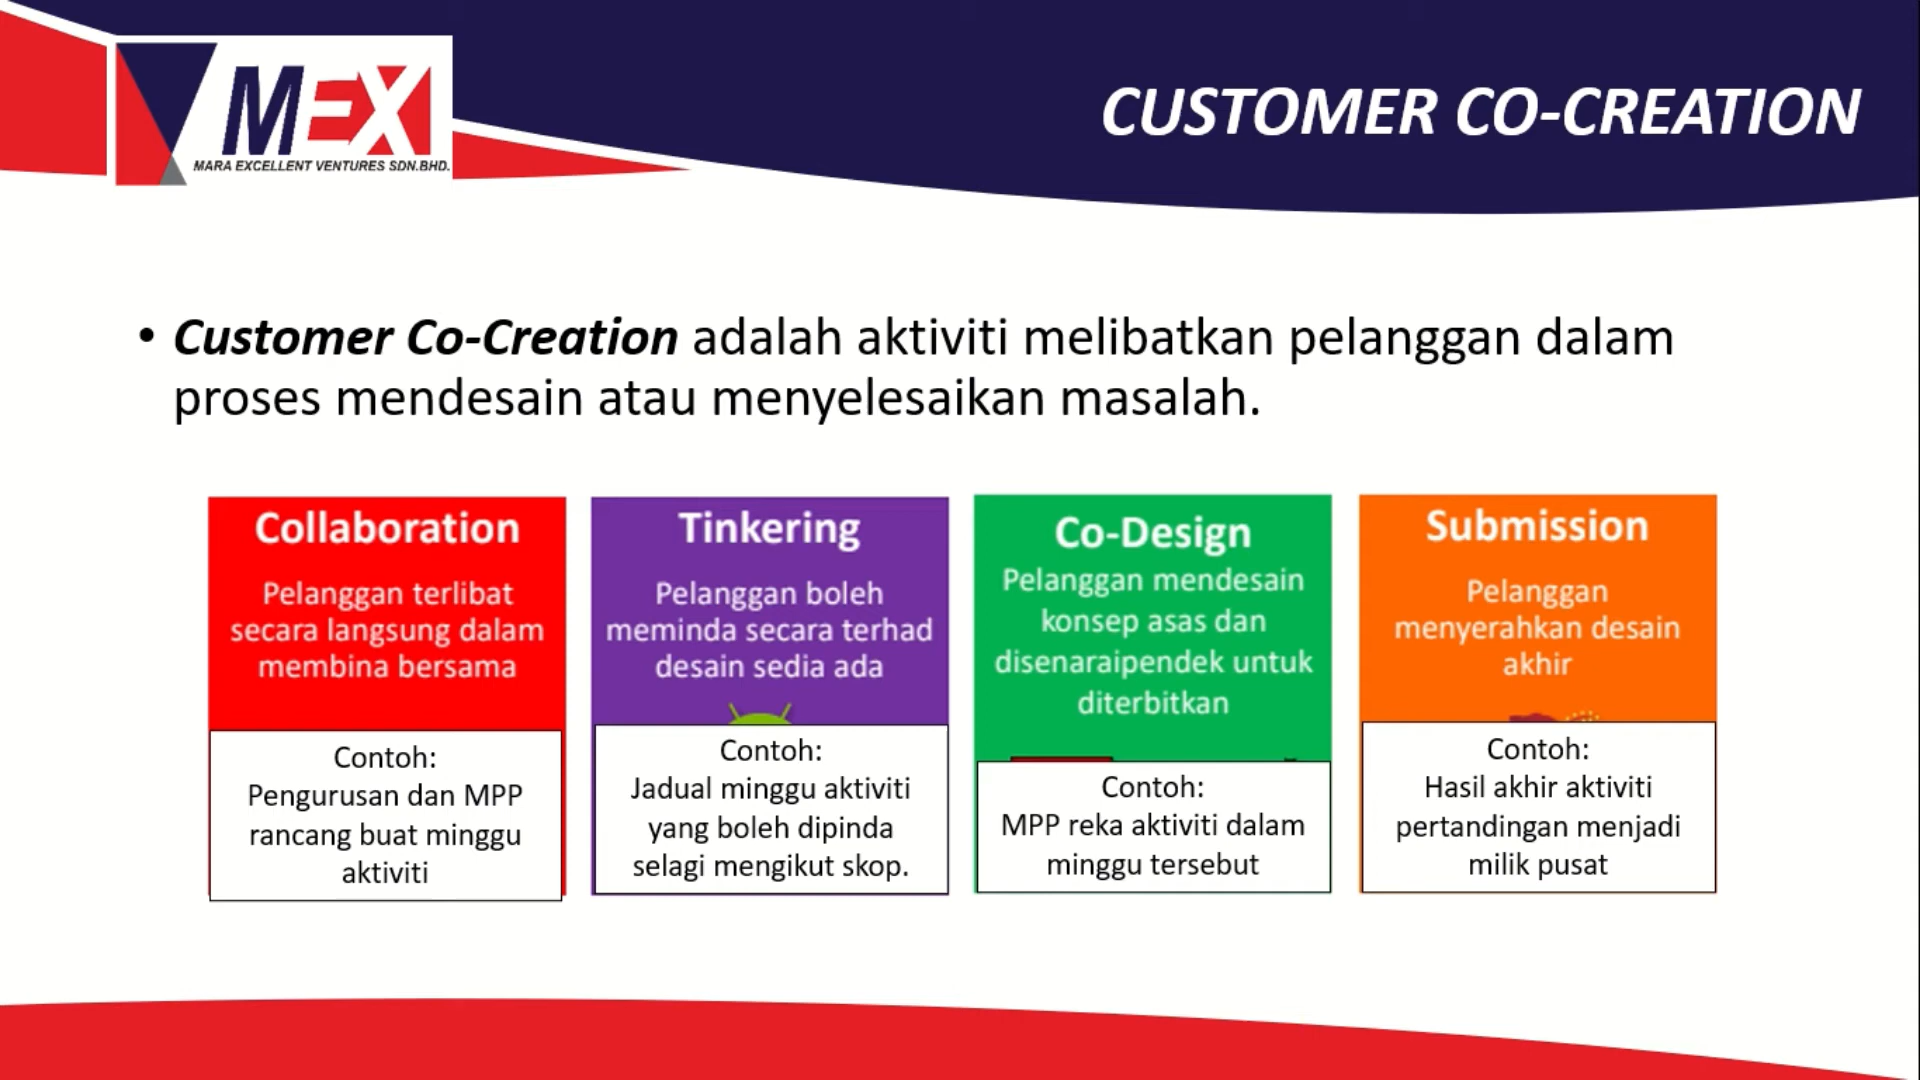 MEX
MARA EXCELLENT VENTURES SDN.BHD.
CUSTOMER CO-CREATION
• Customer Co-Creation adalah aktiviti melibatkan pelanggan dalam
proses mendesain atau menyelesaikan masalah.
Collaboration
Pelanggan terlibat
secara langsung dalam
membina bersama
Contoh:
Pengurusan dan MPP
rancang buat minggu
aktiviti
Tinkering
Pelanggan boleh
meminda secara terhad
desain sedia ada
Contoh:
Jadual minggu aktiviti
yang boleh dipinda
selagi mengikut skop.
Co-Design
Pelanggan mendesain
konsep asas dan
disenaraipendek untuk
diterbitkan
Contoh:
MPP reka aktiviti dalam
minggu tersebut
Submission
Pelanggan
menyerahkan desain
akhir
Contoh:
Hasil akhir aktiviti
pertandingan menjadi
milik pusat